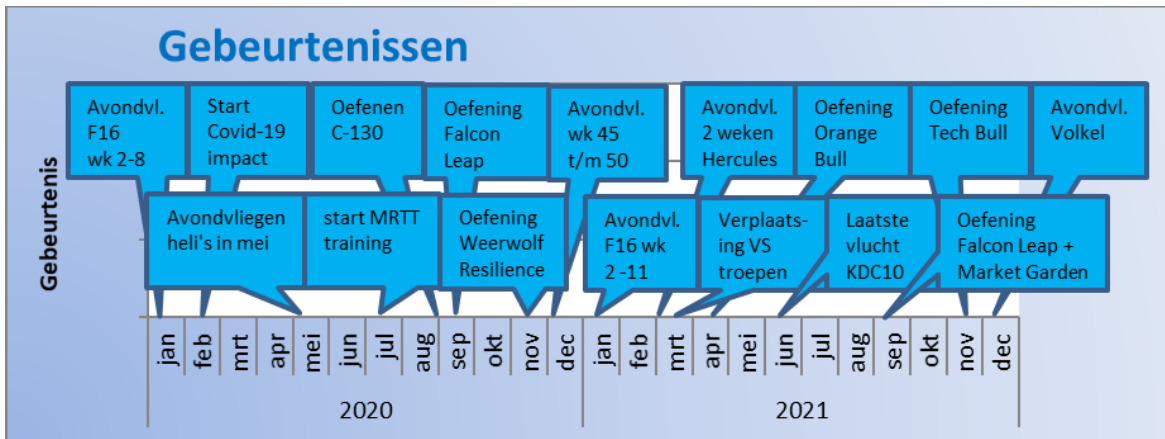 Gebeurtenissen
Avondvl.
F16
wk 2-8
Start
Covid-19
impact
Oefenen
C-130
Oefening
Falcon
Leap
Avondvl.
wk 45
t/m 50
Avondvl.
2 weken
Hercules
Oefening
Orange
Bull
Oefening
Tech Bull
Avondvl.
Volkel
Avondvliegen
heli's in mei
start MRTT
training
Oefening
Weerwolf
Resilience
Avondvl.
F16 wk
2 -11
Verplaats-
ing VS
troepen
Laatste
vlucht
KDC10
Oefening
Falcon Leap +
Market Garden
Gebeurtenis
jan feb mrt apr mei jun jul aug sep okt nov dec jan feb mrt apr mei jun jul aug sep okt nov dec
2020 2021